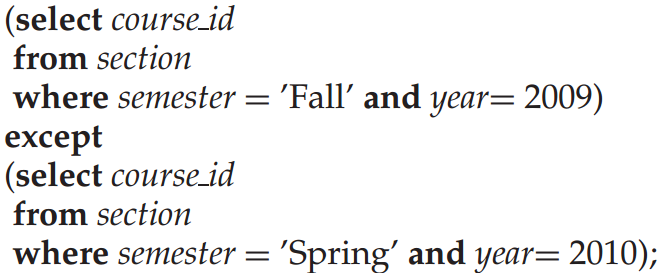 (select course_id
from section
where semester = ’Fall’ and year= 2009)
except
(select course_id
from section
where semester = ’Spring’ and year= 2010);